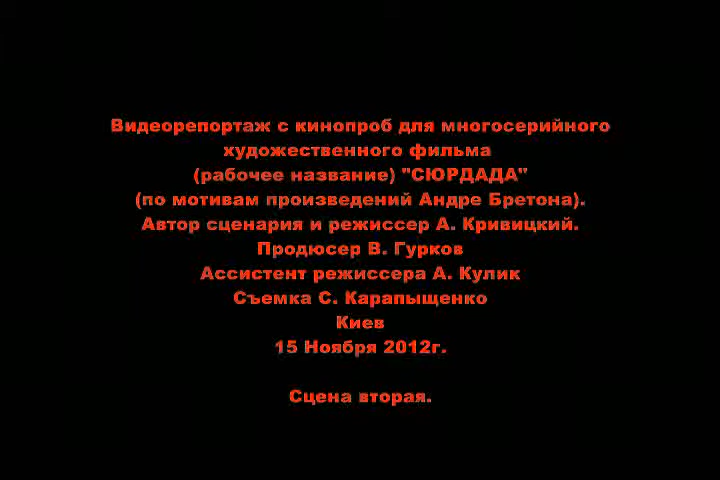 Видеорепортаж с кинопроб для многосерийного
художественного фильма
(рабочее название) "СЮРДАДА"
(по мотивам произведений Андре Бретона).
Автор сценария и режиссер А. Кривицкий.
Продюсер В. Гурков
Ассистент режиссера А. Кулик
Съемка С. Карапыщенко
Киев
15 Ноября 2012г.
Сцена вторая.